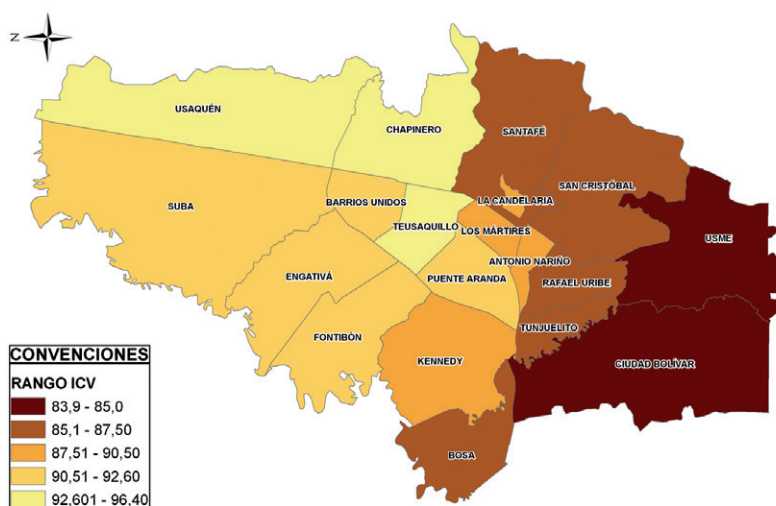 Z
USAQUÉN
CHAPINERO
SANTAFÉ
SAN CRISTÓBAL
LA CANDELARIA
SUBA
BARRIOS UNIDOS
TEUSAQUILLO
LOS MÁRTIRES
USME
ANTONIO NARIÑO
ENGATIVÁ
PUENTE ARANDA
RAFAEL URIBE
FONTIBÓN
TUNJUELITO
KENNEDY
CIUDAD BOLÍVAR
BOSA
CONVENCIONES
RANGO ICV
83,9 - 85,0
85,1 - 87,50
87,51 - 90,50
90,51 - 92,60
92,601 - 96,40